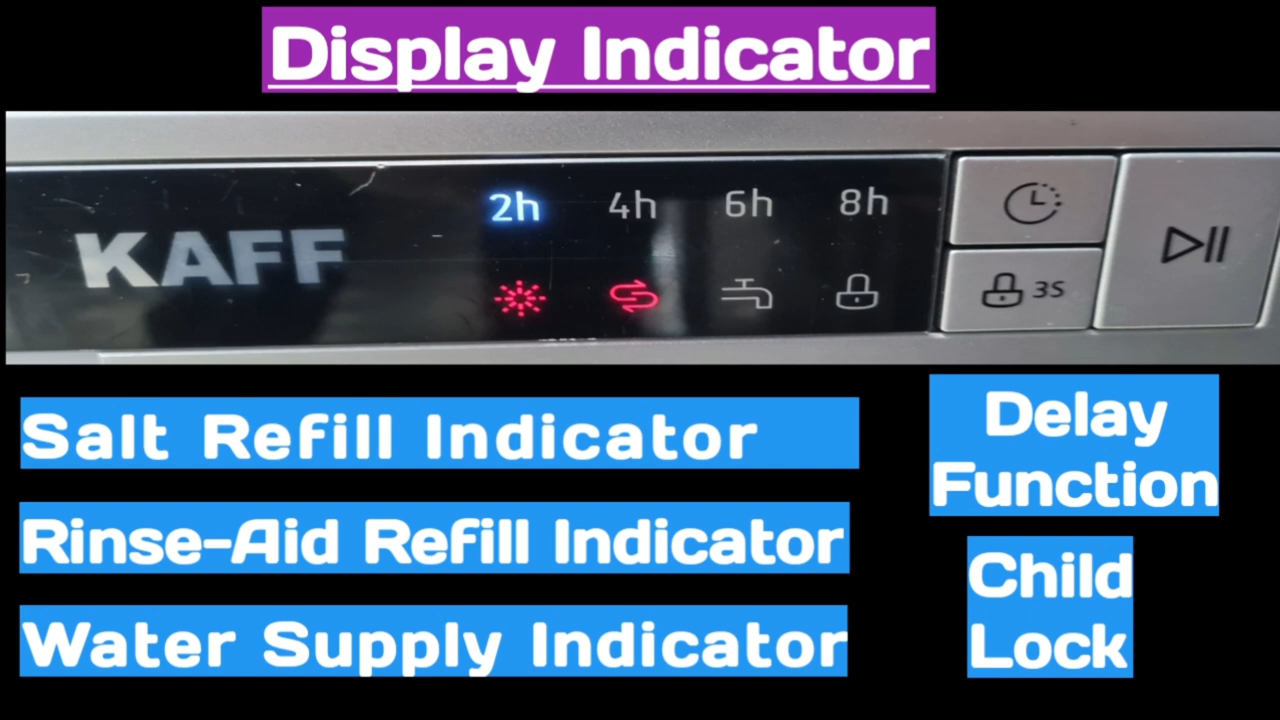 Display Indicator
KAFF
2h 4h 6h 8h
3S
Salt Refill Indicator
Rinse-Aid Refill Indicator
Water Supply Indicator
Delay
Function
Child
Lock